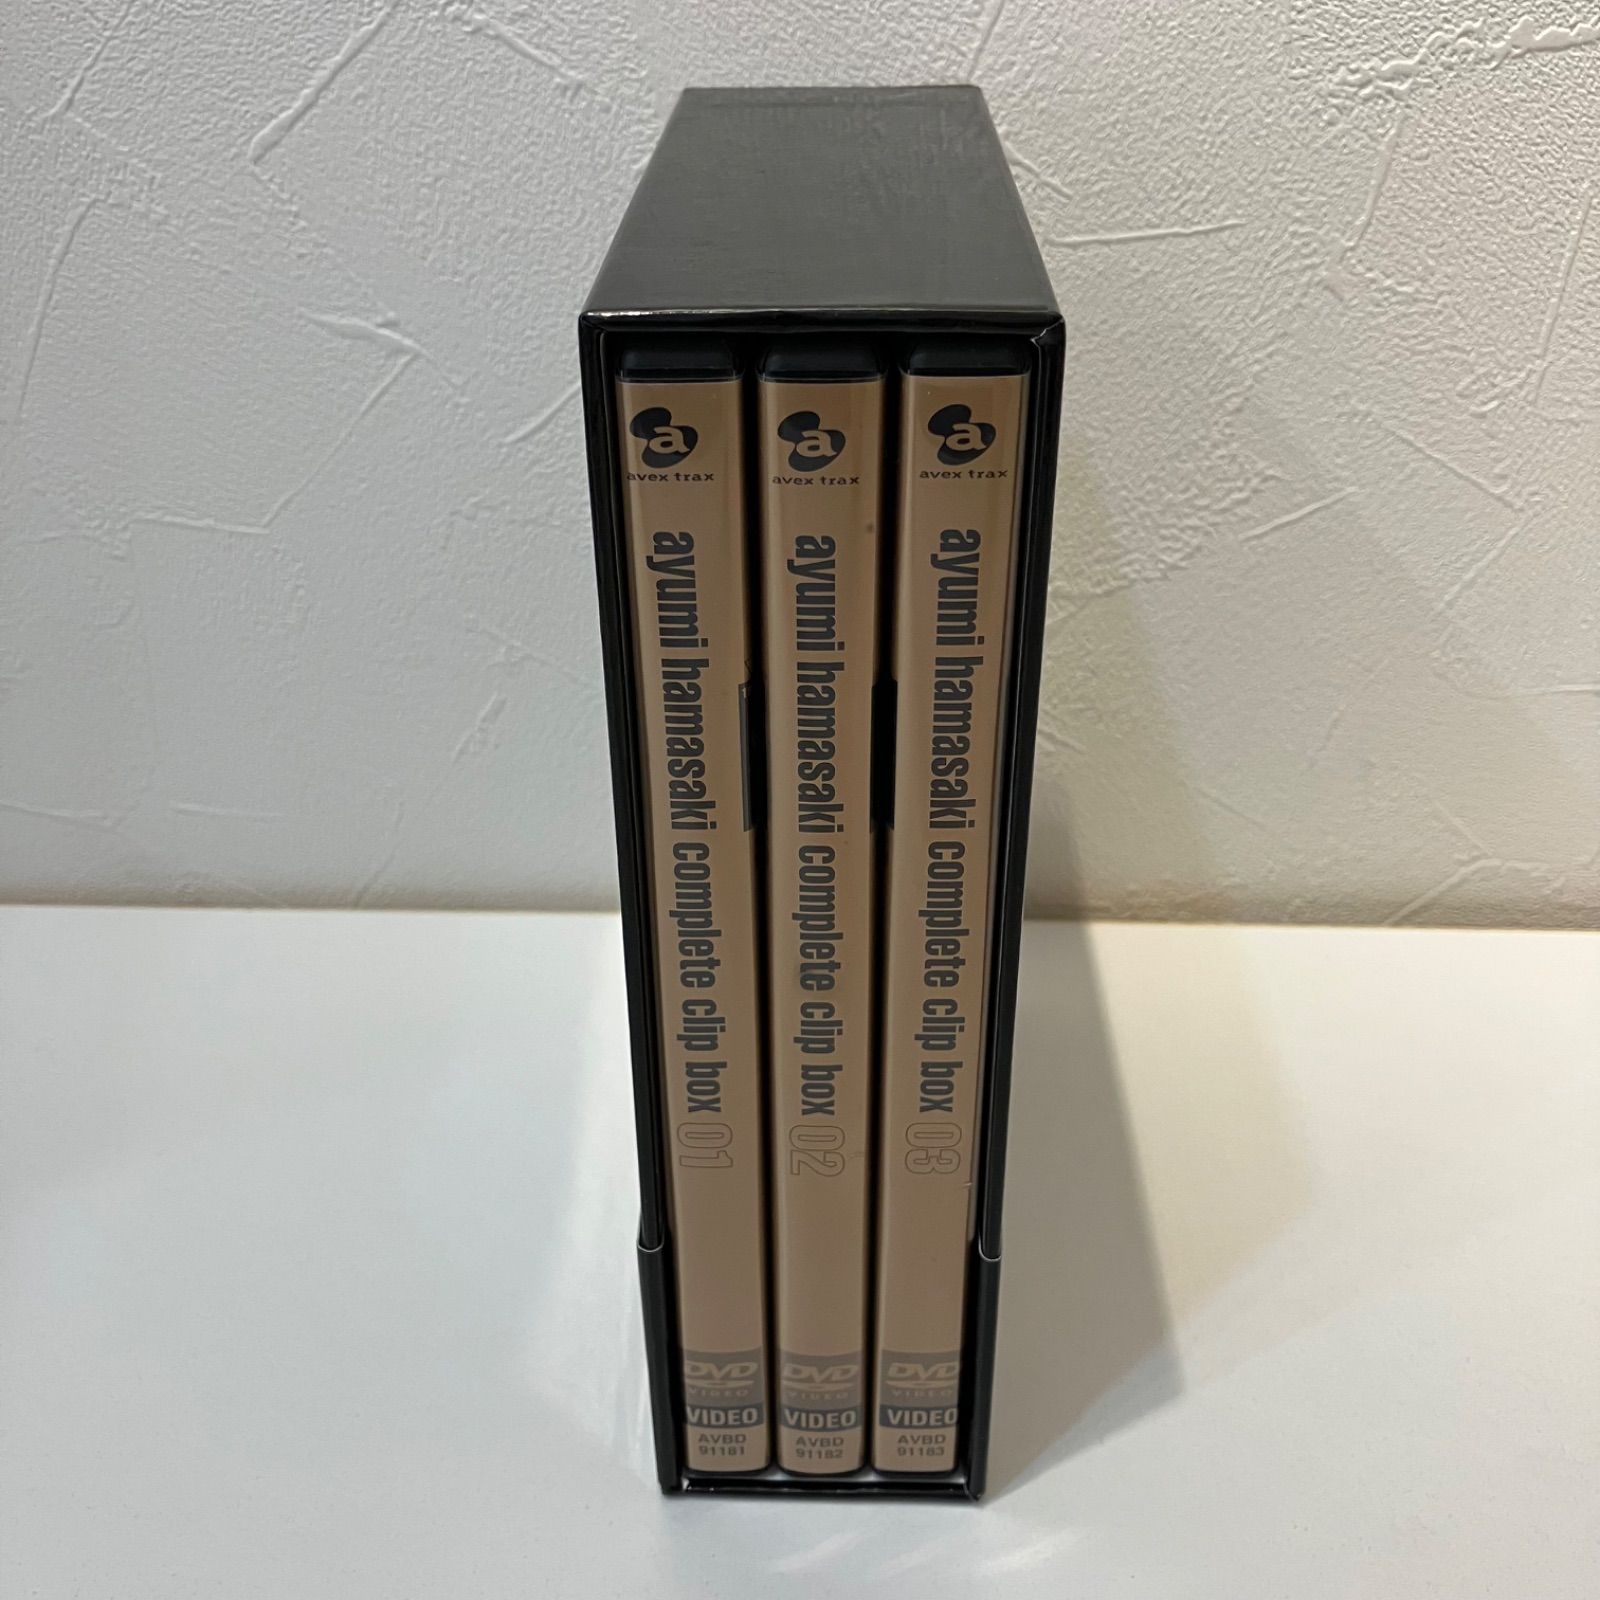 a
avex trax
ayumi hamasaki complete clip box 01
DVD
VIDEO
VIDEO
AVBD
91181
a
avex trax
ayumi hamasaki complete clip box 02
DVD
VIDEO
VIDEO
AVBD
91182
a
avex trax
ayumi hamasaki complete clip box 03
DVD
VIDEO
VIDEO
AVBD
91183